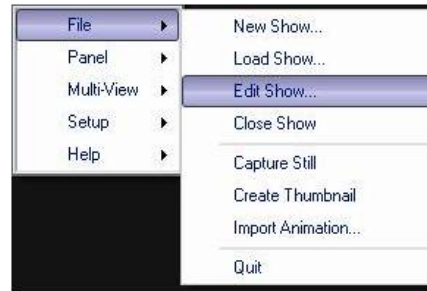 File
Panel
Multi-View
Setup
Help
New Show...
Load Show...
Edit Show...
Close Show
Capture Still
Create Thumbnail
Import Animation...
Quit